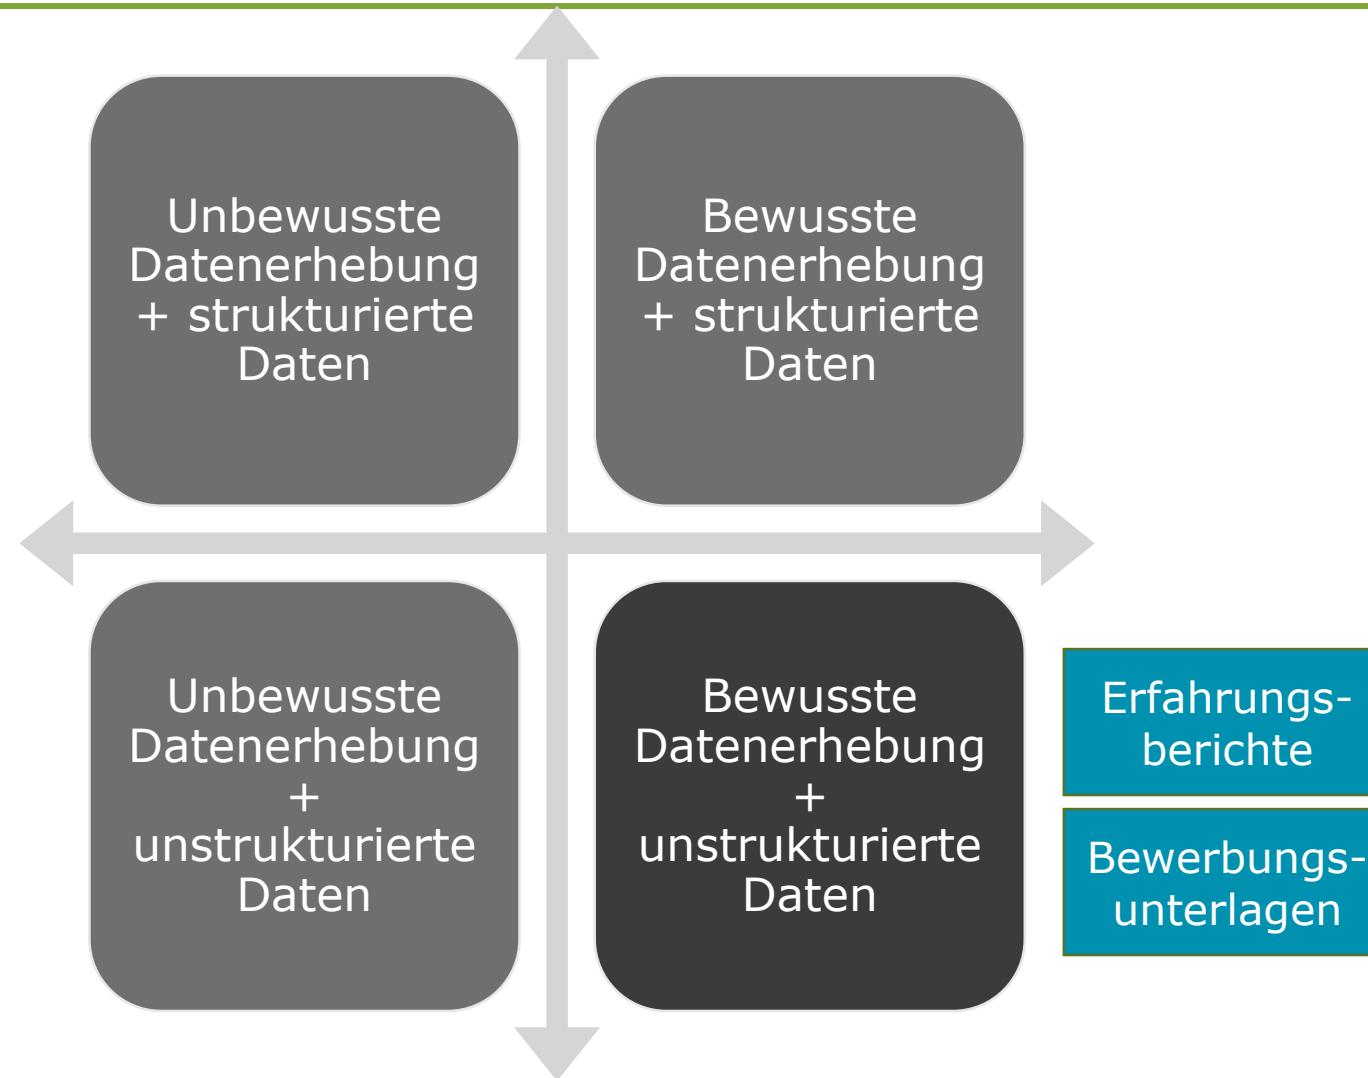 Unbewusste
Datenerhebung
+ strukturierte
Daten
Bewusste
Datenerhebung
+ strukturierte
Daten
Unbewusste
Datenerhebung
+
unstrukturierte
Daten
Bewusste
Datenerhebung
+
unstrukturierte
Daten
Erfahrungs-
berichte
Bewerbungs-
unterlagen